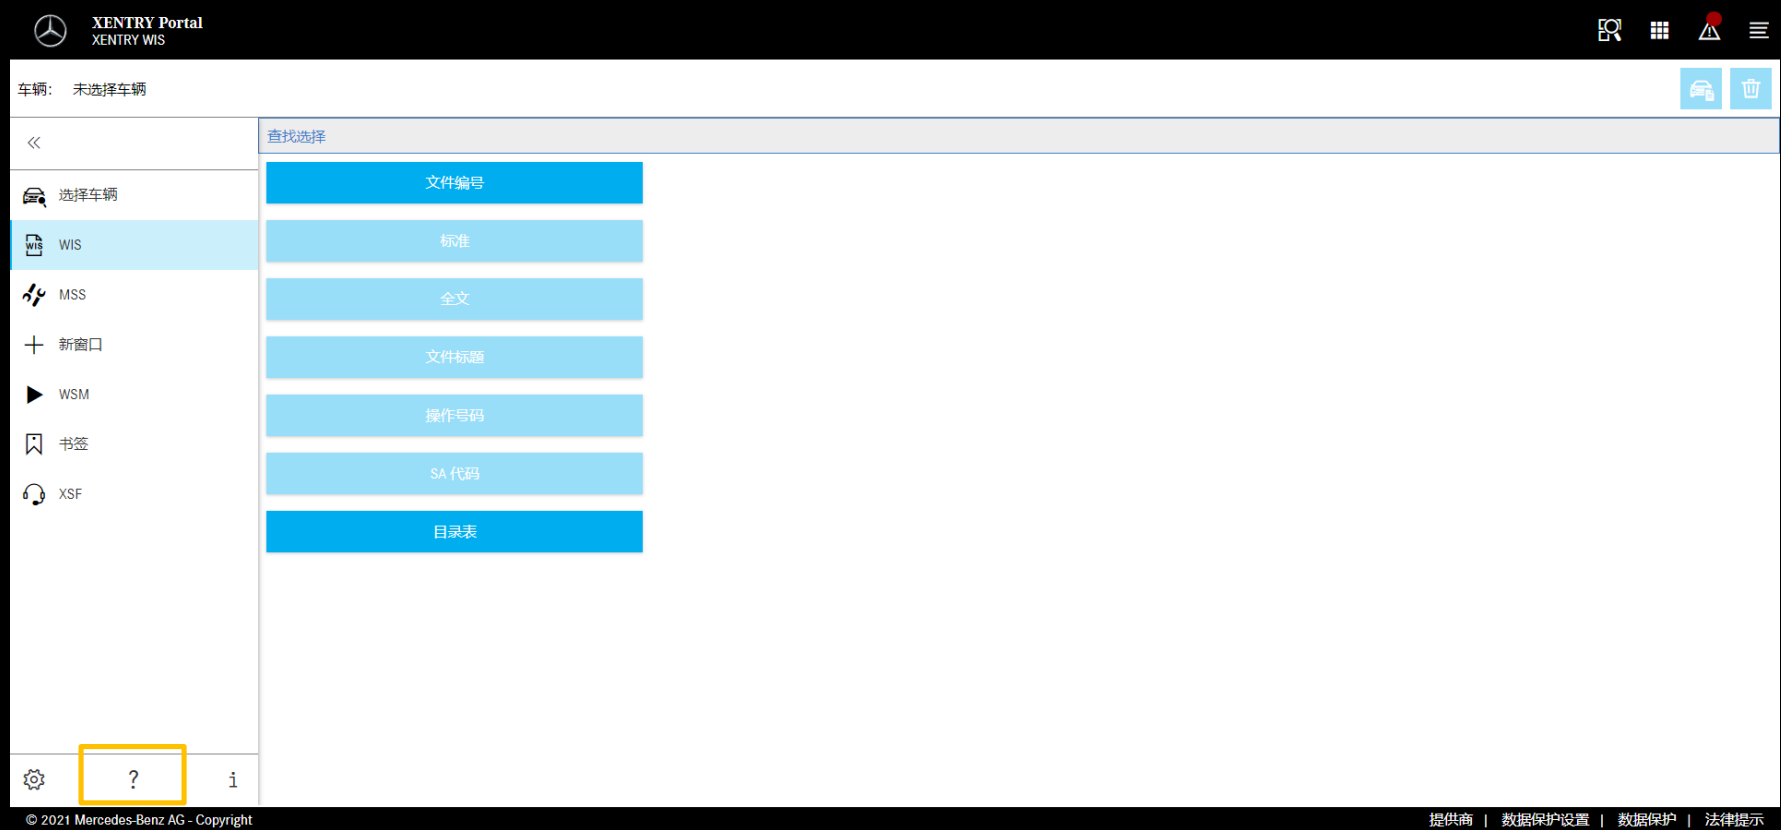 XENTRY Portal
XENTRY WIS
车辆： 未选择车辆
查找选择
选择车辆
WIS
WIS
MSS
新窗口
WSM
书签
XSF
文件编号
标准
全文
文件标题
操作号码
SA 代码
目录表
? i
© 2021 Mercedes-Benz AG - Copyright
提供商 | 数据保护设置 | 数据保护 | 法律提示